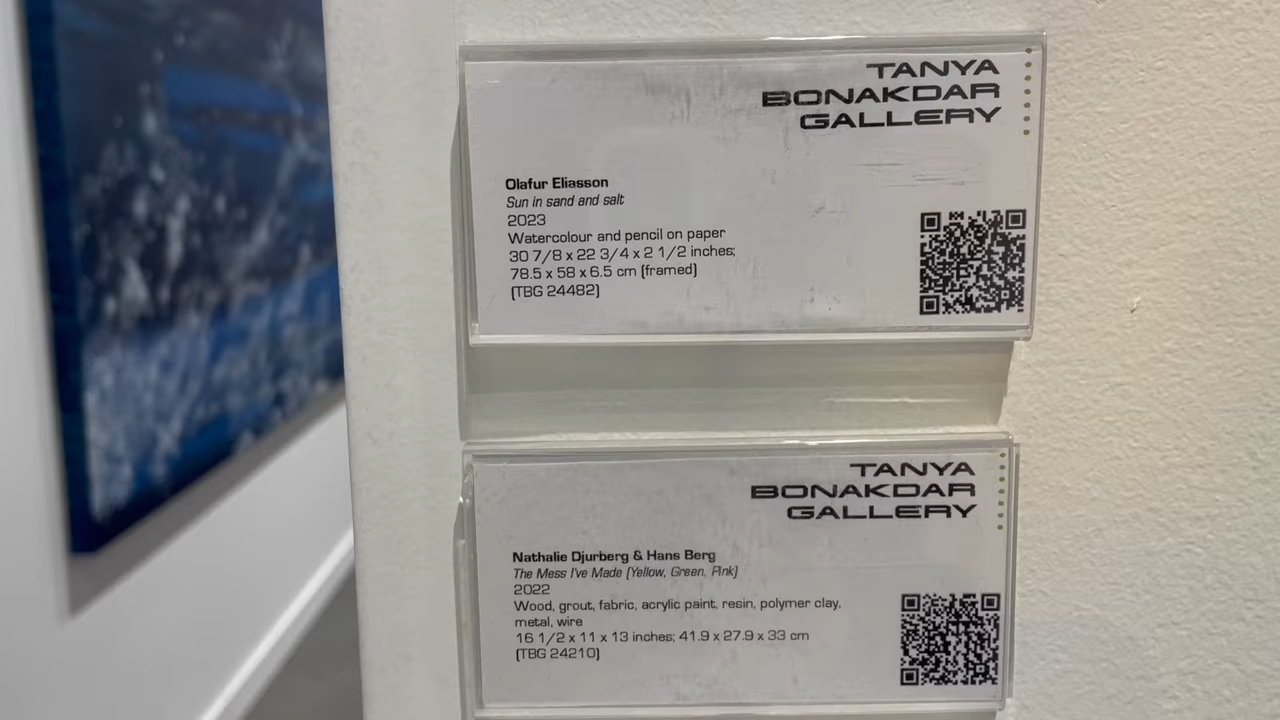 TANYA
BONAKDAR
GALLERY
Olafur Eliasson
Sun in sand and salt
2023
Watercolour and pencil on paper
30 7/8 x 22 3/4 x 2 1/2 inches;
78.5 x 58 x 6.5 cm (framed)
(TBG 24482)
TANYA
BONAKDAR
GALLERY
Nathalie Djurberg & Hans Berg
The Mess I've Made (Yellow, Green, Pink)
2022
Wood, grout, fabric, acrylic paint, resin, polymer clay,
metal, wire
16 1/2 x 11 x 13 inches; 41.9 x 27.9 x 33 cm
(TBG 24210)